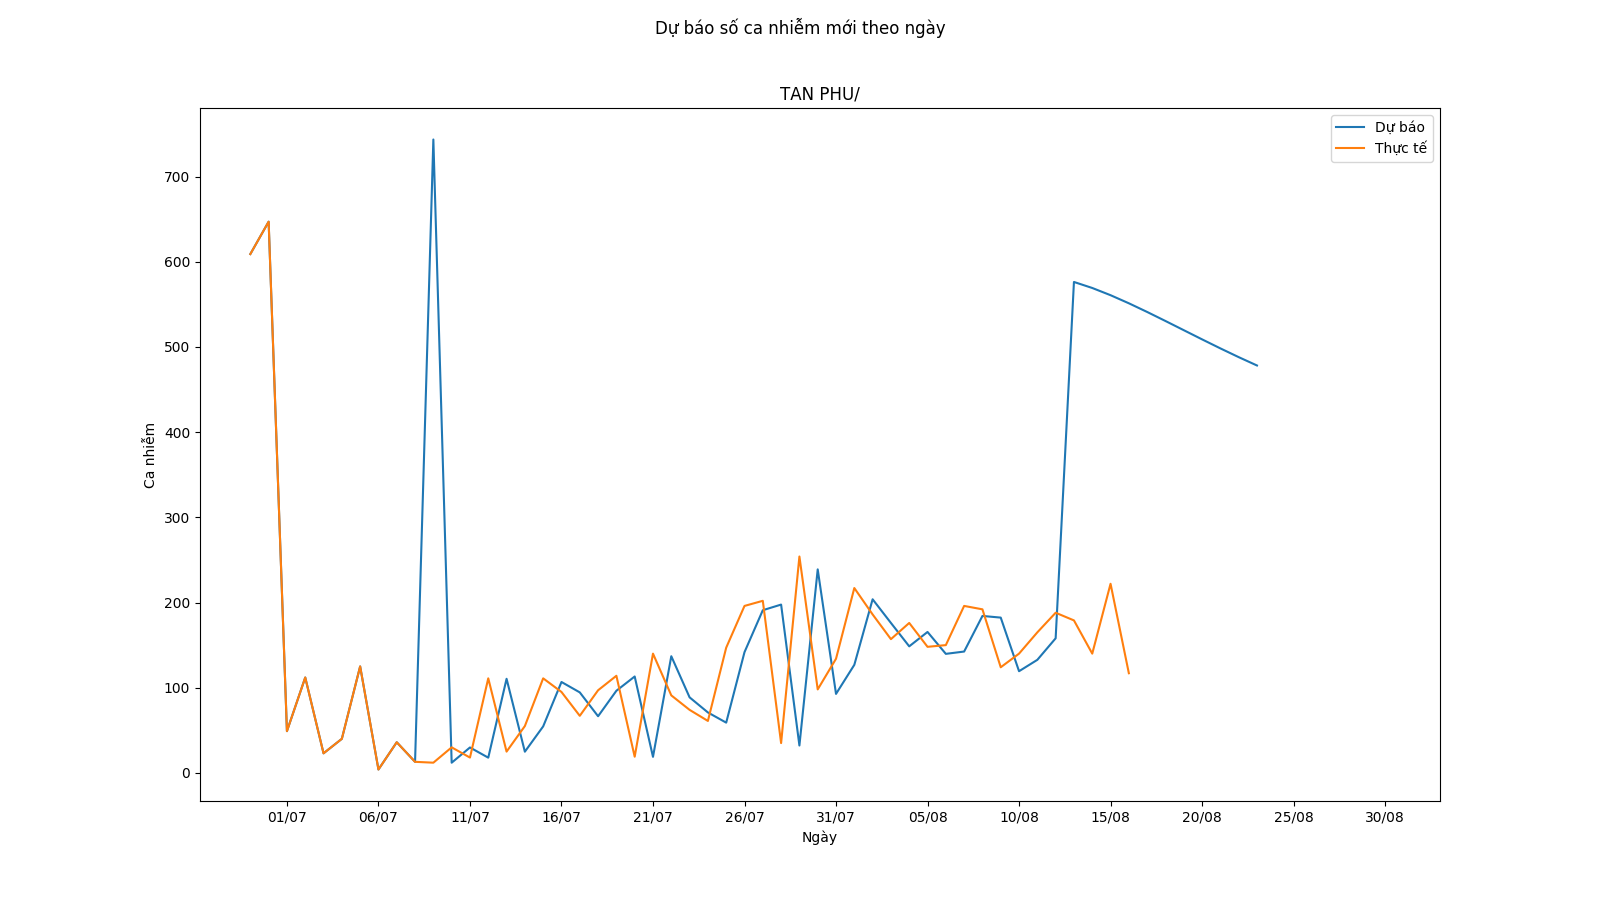 Dự báo số ca nhiễm mới theo ngày
TAN PHU/
Dự báo
Thực tế
700
600
500
400
300
200
100
0
Ca nhiễm
01/07 06/07 11/07 16/07 21/07 26/07 31/07 05/08 10/08 15/08 20/08 25/08 30/08
Ngày